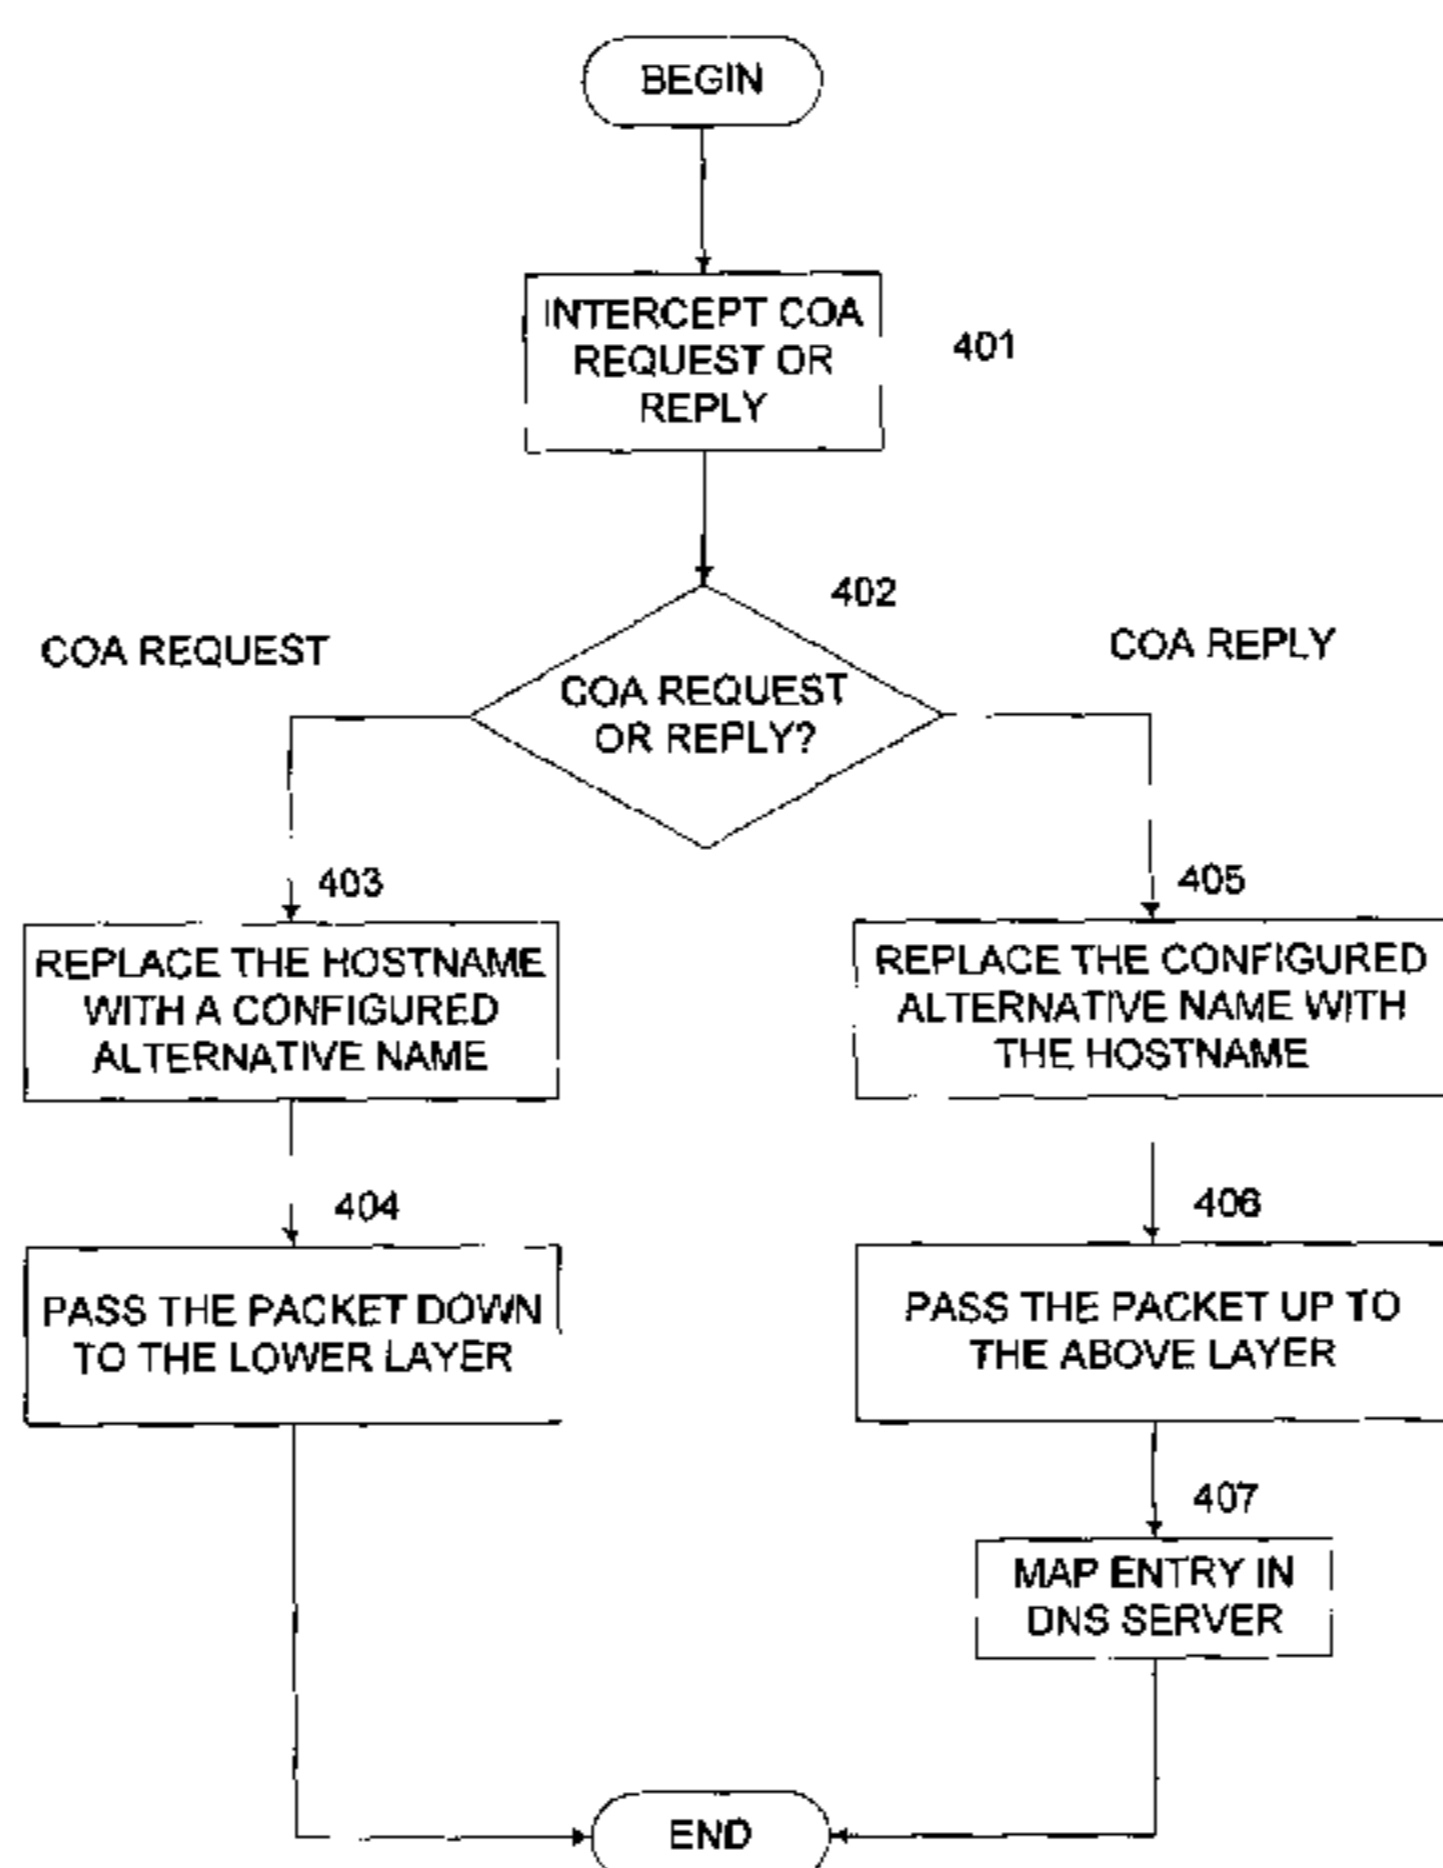 BEGIN
INTERCEPT COA
REQUEST OR
REPLY
401
402
COA REQUEST
COA REPLY
COA REQUEST
OR REPLY?
403
405
REPLACE THE HOSTNAME
WITH A CONFIGURED
ALTERNATIVE NAME
REPLACE THE CONFIGURED
ALTERNATIVE NAME WITH
THE HOSTNAME
404
406
PASS THE PACKET DOWN
TO THE LOWER LAYER
PASS THE PACKET UP TO
THE ABOVE LAYER
407
MAP ENTRY IN
DNS SERVER
END